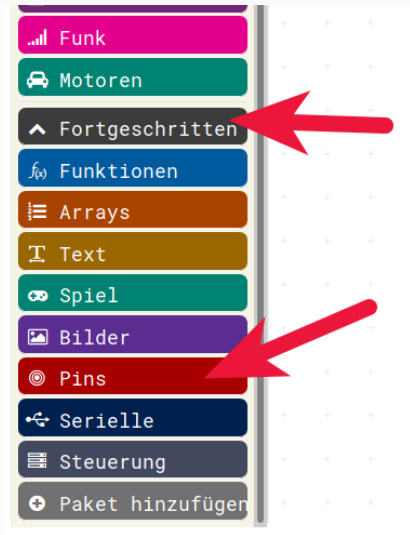 Funk
Motoren
Fortgeschritten
Funktionen
Arrays
Text
Spiel
Bilder
Pins
Serielle
Steuerung
Paket hinzufügen